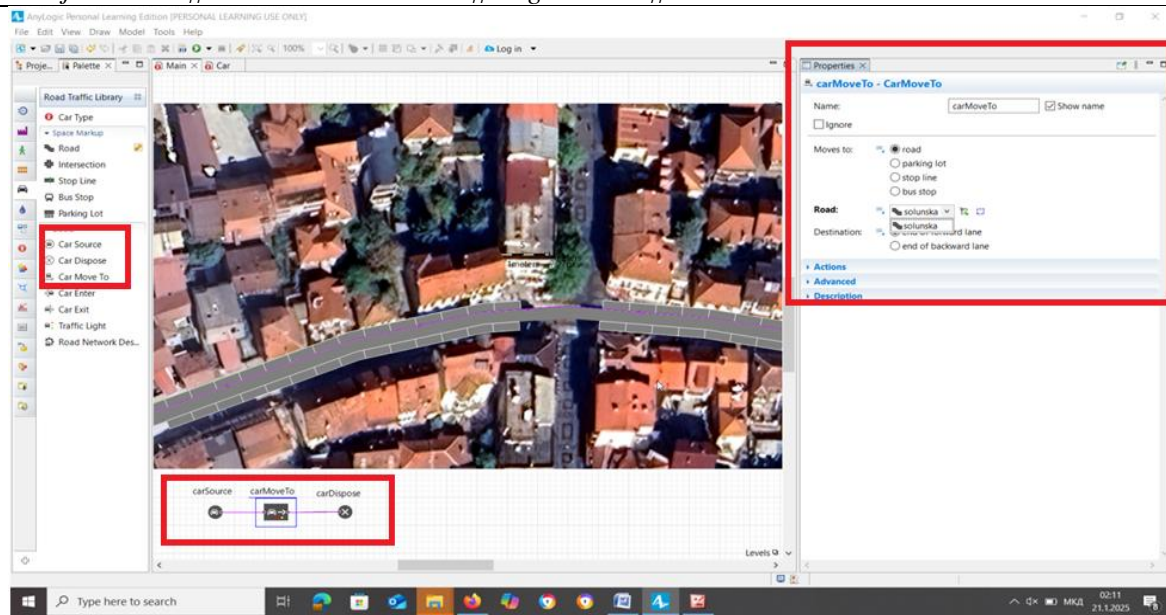 AnyLogic Personal Learning Edition [PERSONAL LEARNING USE ONLY]
File Edit View Draw Model Tools Help
100%
Log in
Proje... Palette
Main Car
Properties
Road Traffic Library
Car Type
Space Markup
Road
Intersection
Stop Line
Bus Stop
Parking Lot
Car Source
Car Dispose
Car Move To
Car Enter
Car Exit
Traffic Light
Road Network Des...
carSource carMoveTo carDispose
Levels
carMoveTo - CarMoveTo
Name: carMoveTo Show name
Ignore
Moves to: road
parking lot
stop line
bus stop
Road: solunska
solunska
Destination: end of forward lane
end of backward lane
Actions
Advanced
Description
Type here to search
МКД
02:11
21.1.2025